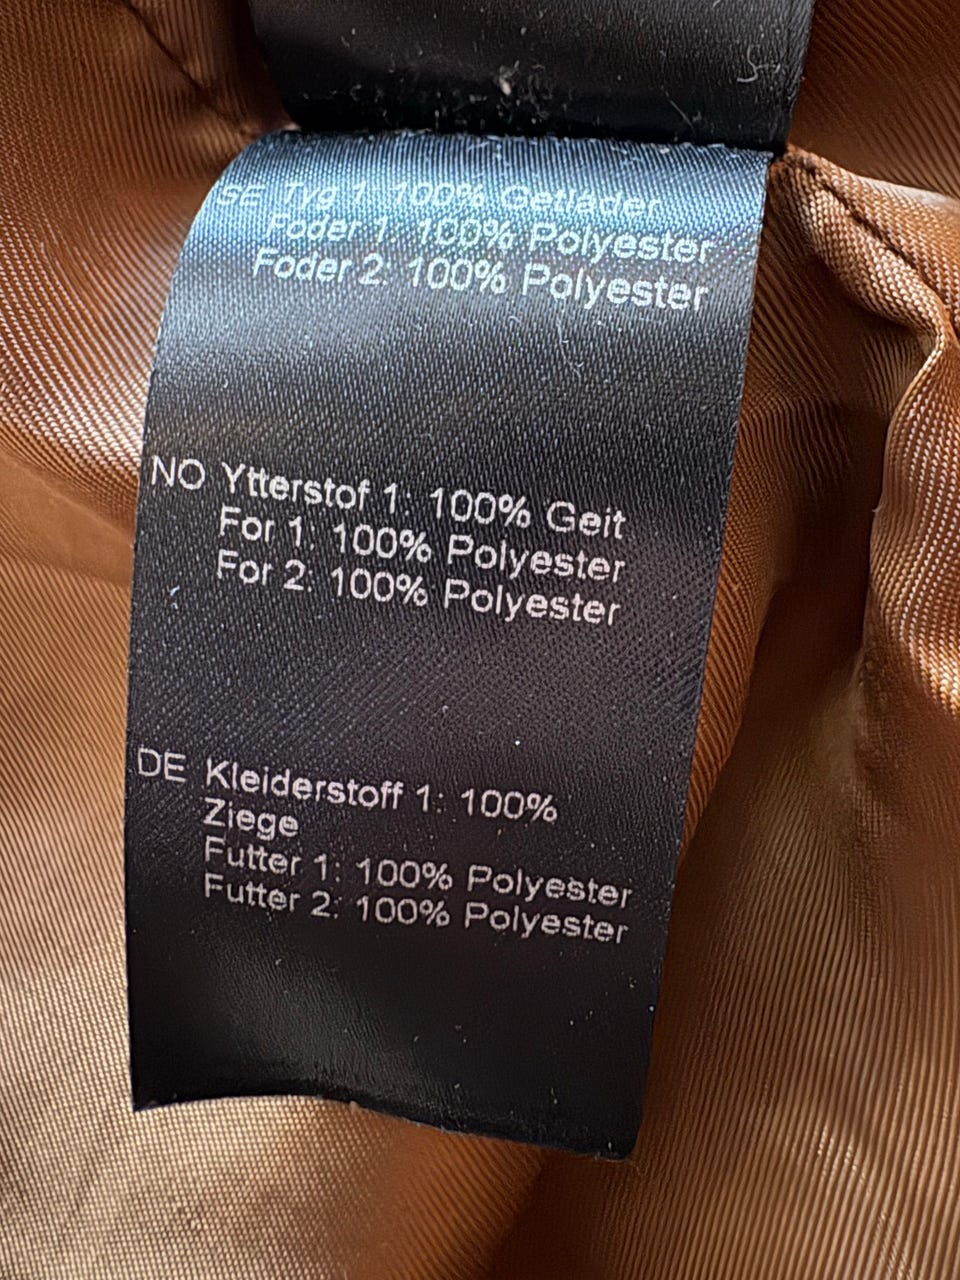 SE Tyg 1: 100% Getläder
Foder 1: 100% Polyester
Foder 2: 100% Polyester
NO Ytterstof 1: 100% Geit
For 1: 100% Polyester
For 2: 100% Polyester
DE Kleiderstoff 1: 100%
Ziege
Futter 1: 100% Polyester
Futter 2: 100% Polyester